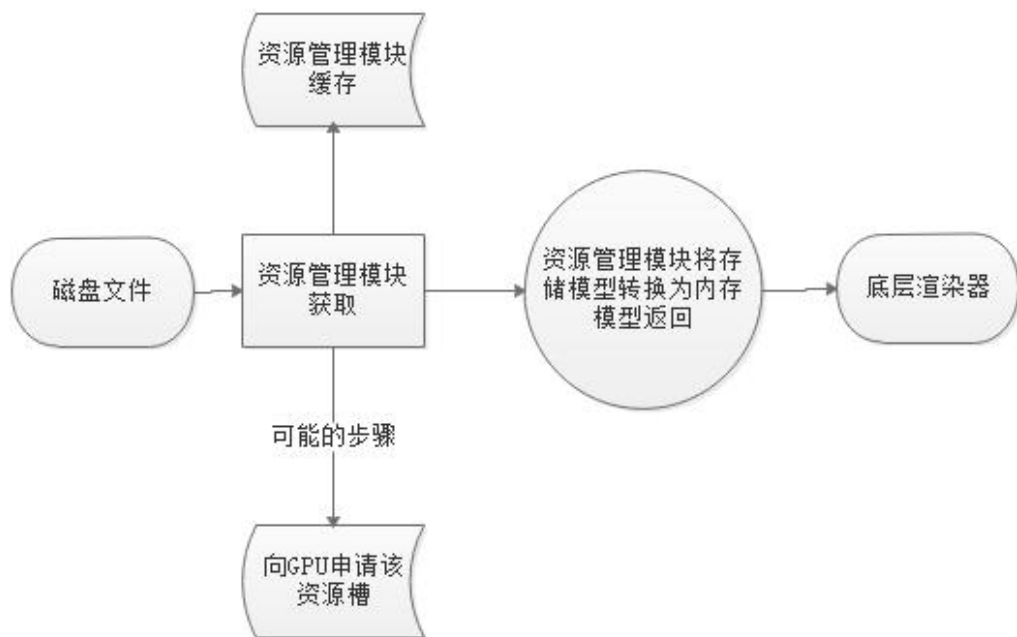 资源管理模块
缓存
磁盘文件
资源管理模块
获取
资源管理模块将存
储模型转换为内存
模型返回
底层渲染器
可能的步骤
向GPU申请该
资源槽